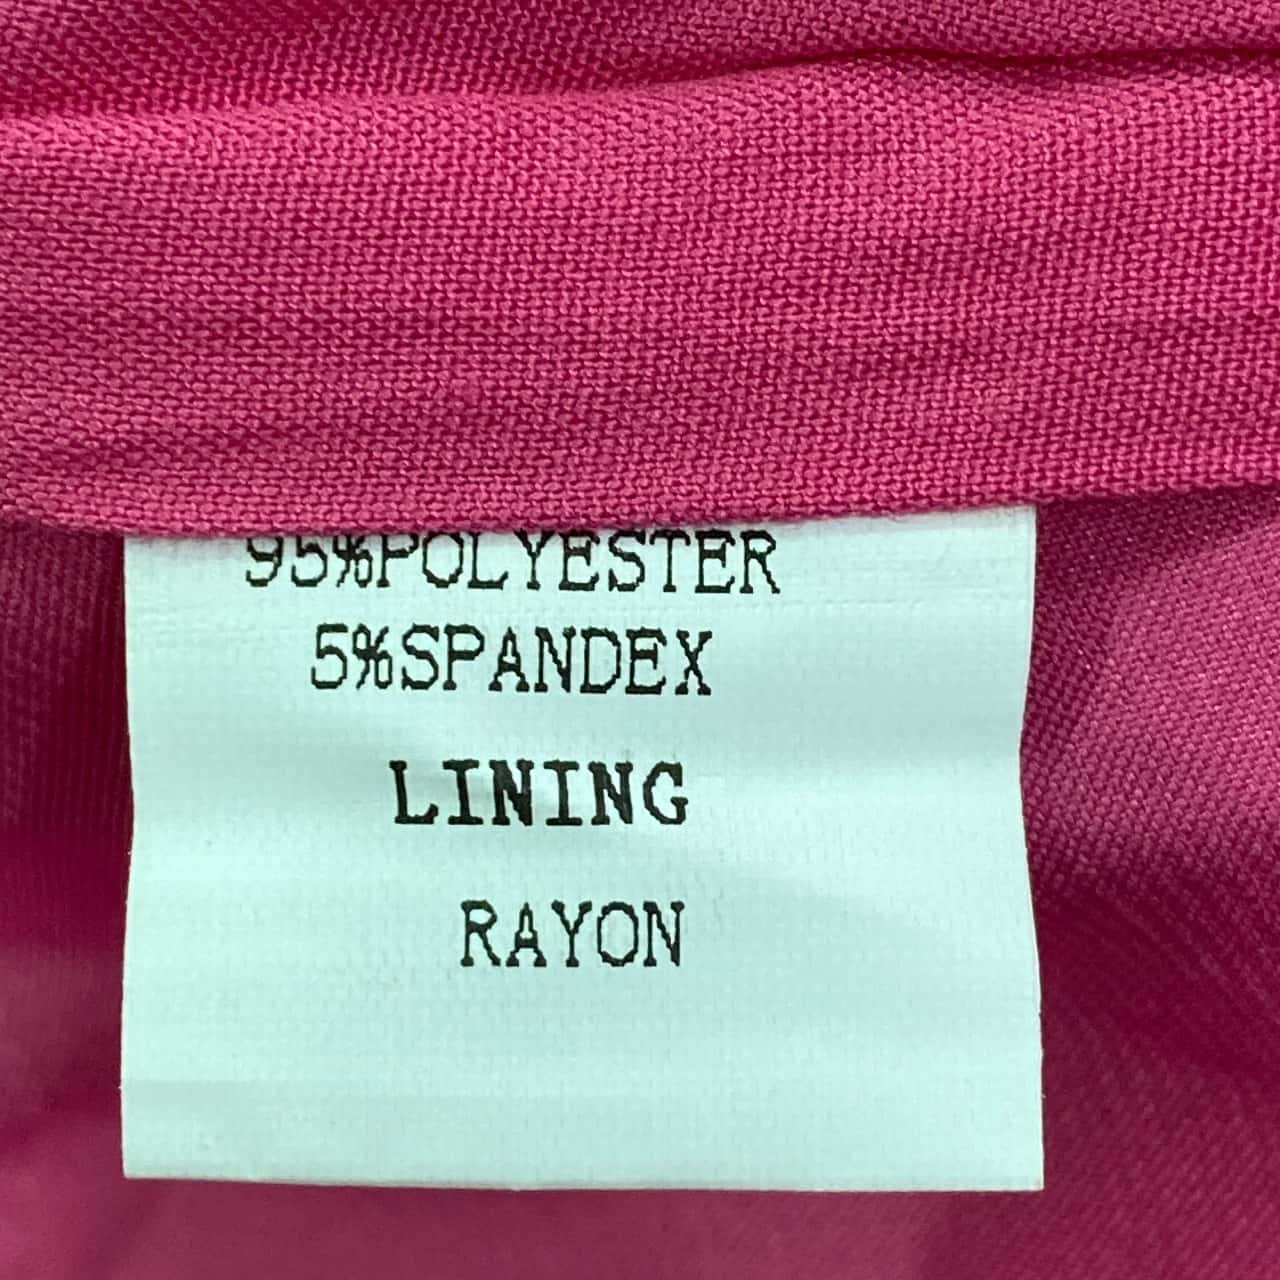 95%POLYESTER
5%SPANDEX
LINING
RAYON